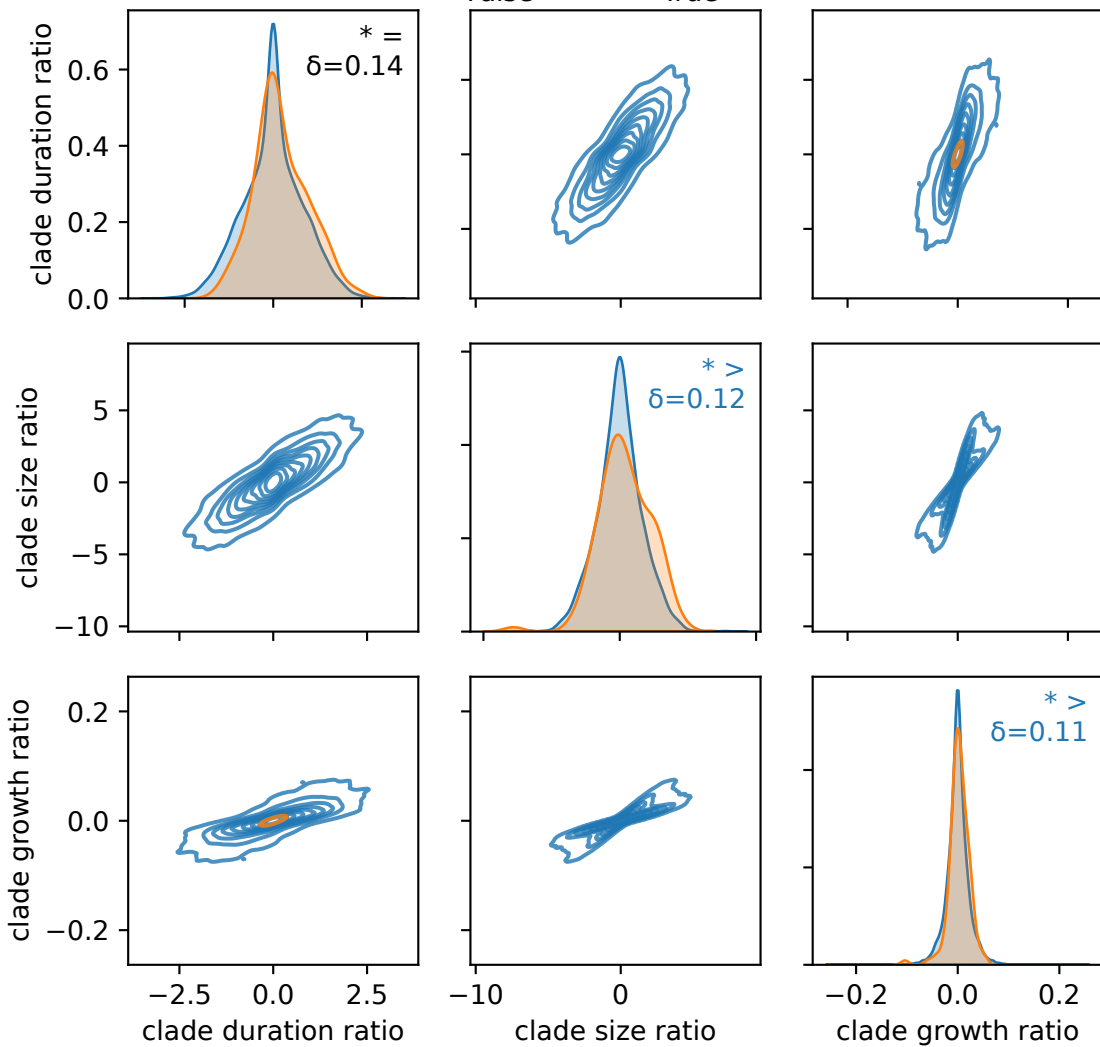 clade duration ratio
0.6
0.4
0.2
0.0
* =
δ=0.14
clade size ratio
5
0
−5
−10
* >
δ=0.12
clade growth ratio
0.2
0.0
−0.2
* >
δ=0.11
−2.5 0.0 2.5
−10 0
−0.2 0.0 0.2
clade duration ratio
clade size ratio
clade growth ratio